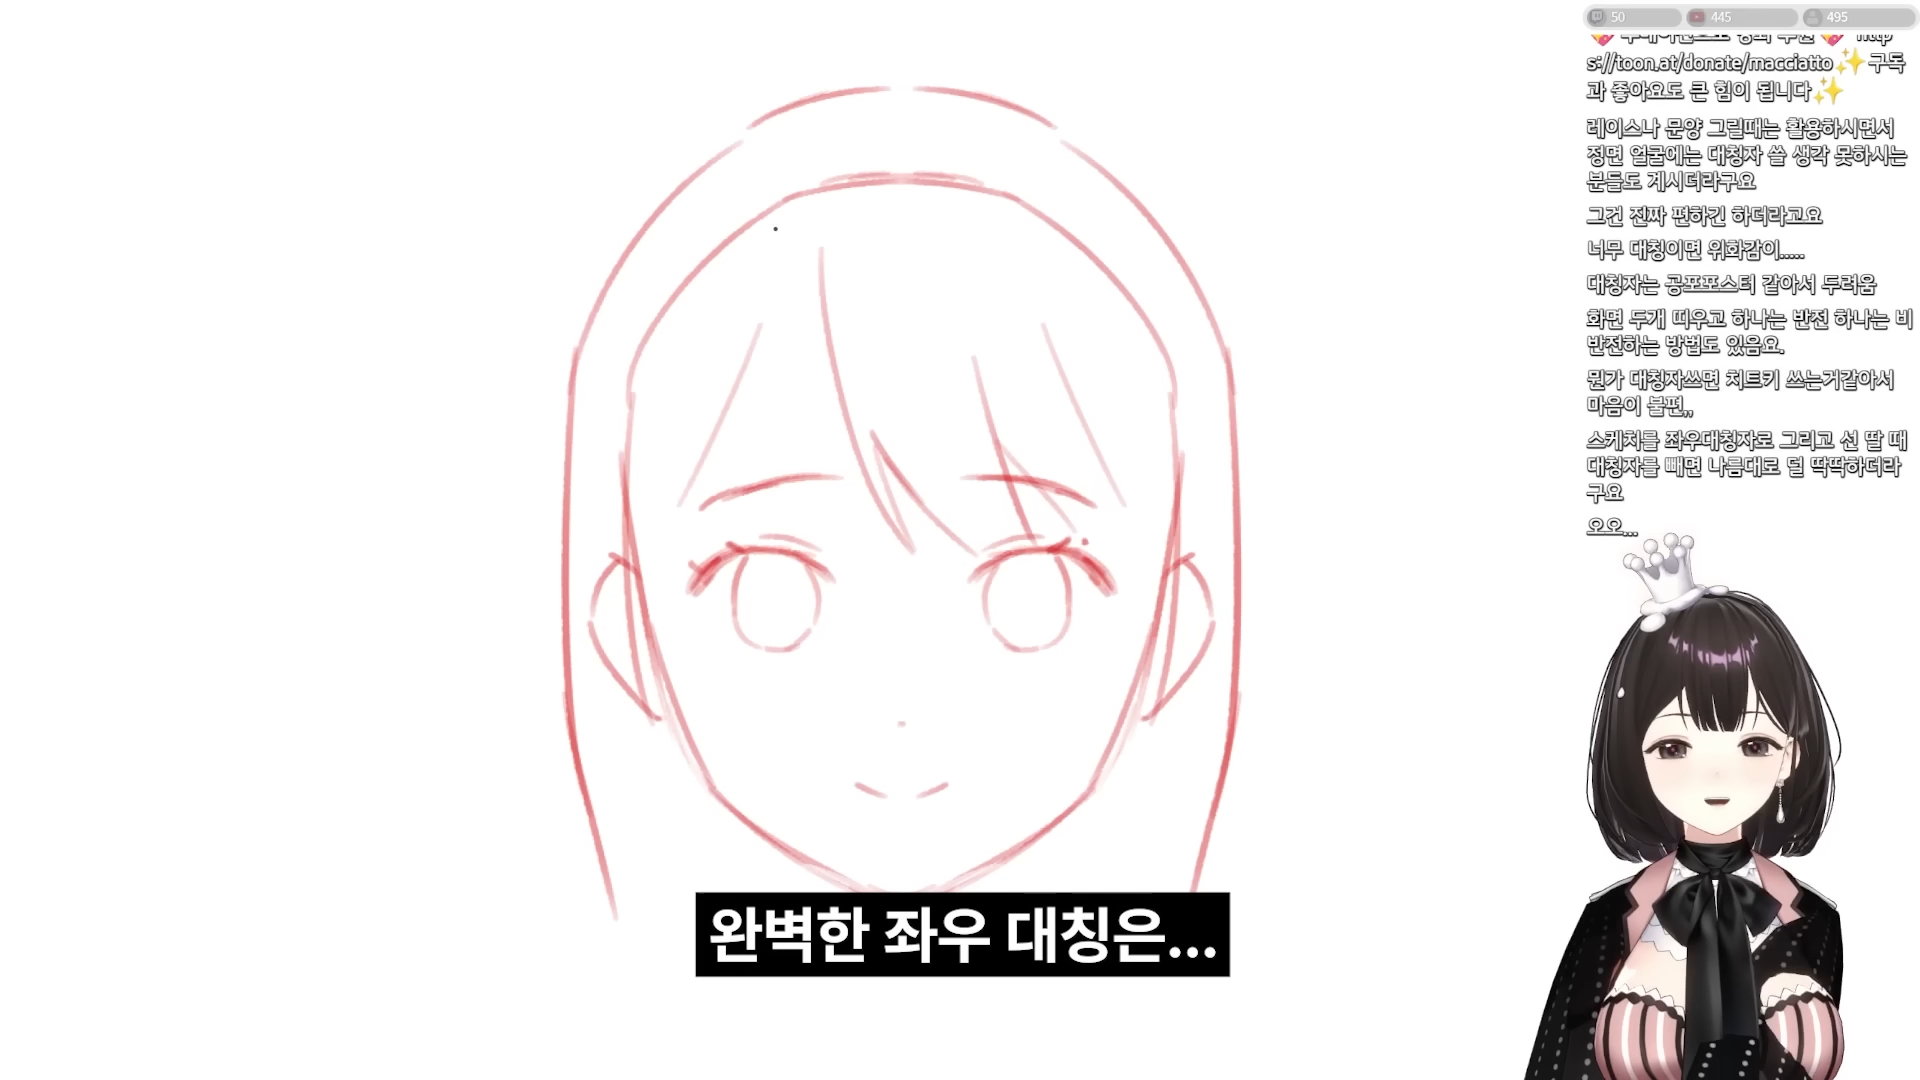 50 445 495
s://toon.at/donate/macciatto✨구독
과 좋아요도 큰 힘이 됩니다✨
레이스나 문양 그릴때는 활용하시면서
정면 얼굴에는 대칭자 쓸 생각 못하시는
분들도 계시더라구요
그건 진짜 편하긴 하더라고요
너무 대칭이면 위화감이.....
대칭자는 공포포스터 같아서 두려움
화면 두개 띠우고 하나는 반전 하나는 비
반전하는 방법도 있음요.
뭔가 대칭자쓰면 치트키 쓰는거같아서
마음이 불편,,
스케치를 좌우대칭자로 그리고 선 딸 때
대칭자를 빼면 나름대로 덜 딱딱하더라
구요
오오...
완벽한 좌우 대칭은...